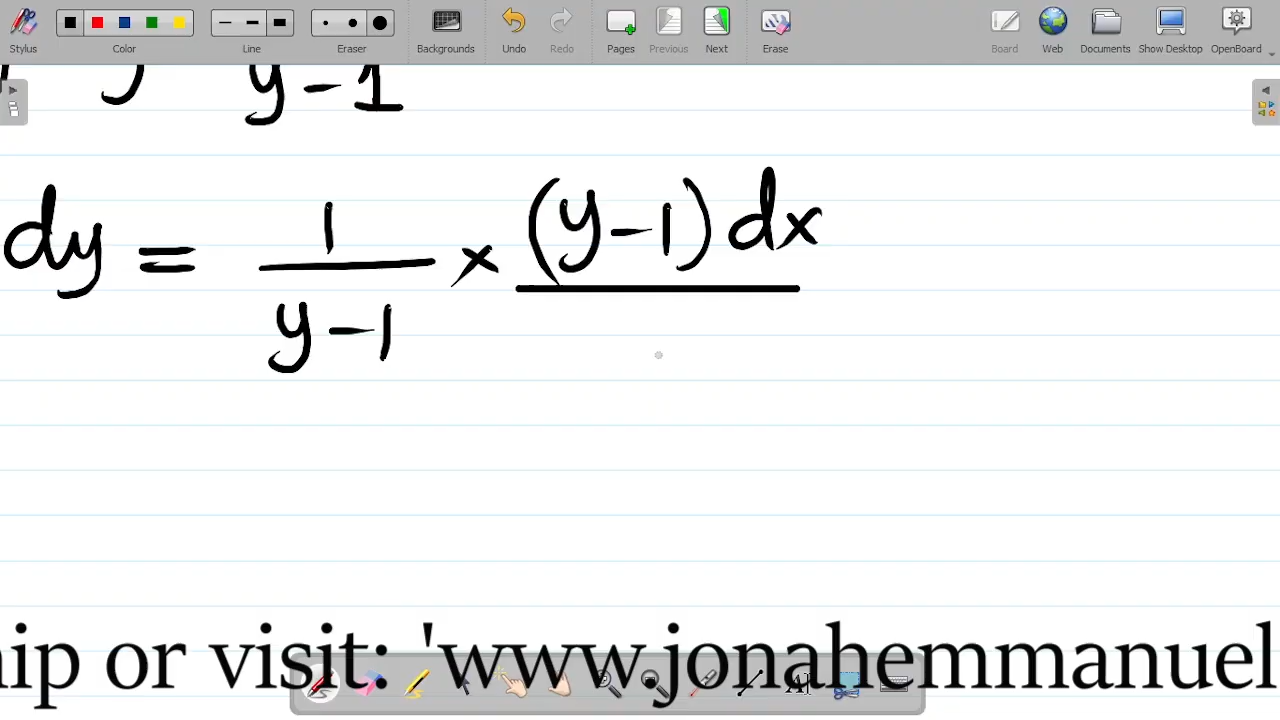 Stylus Color Line Eraser Backgrounds Undo Redo Pages Previous Next Erase Board Web Documents Show Desktop OpenBoard
y - 1
dy = 1 / (y - 1) × (y - 1) dx
or visit: 'www.jonahemmanuel